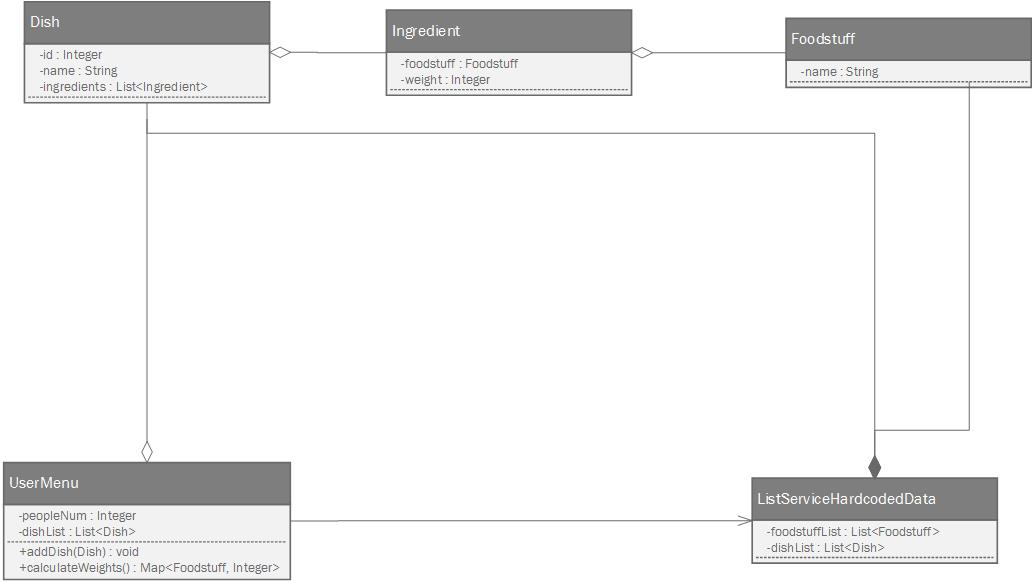 Dish
-id : Integer
-name : String
-ingredients : List<Ingredient>
Ingredient
-foodstuff : Foodstuff
-weight : Integer
Foodstuff
-name : String
UserMenu
-peopleNum : Integer
-dishList : List<Dish>
+addDish(Dish) : void
+calculateWeights() : Map<Foodstuff, Integer>
ListServiceHardcodedData
-foodstuffList : List<Foodstuff>
-dishList : List<Dish>